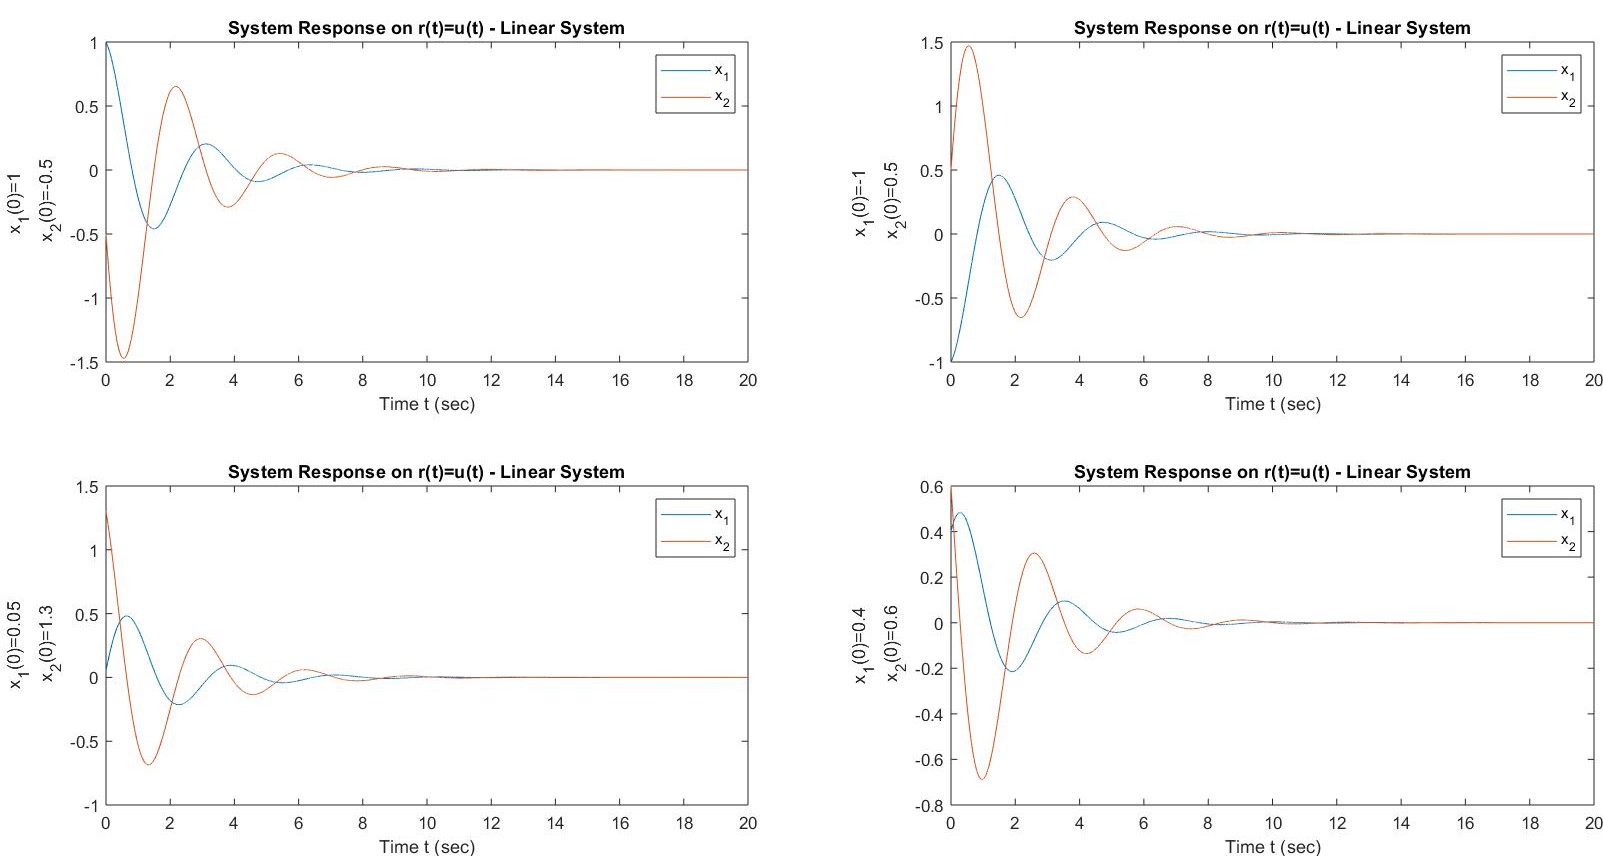 System Response on r(t)=u(t) - Linear System
x₁(0)=1
x₂(0)=-0.5
1
0.5
0
-0.5
-1
-1.5
x₁
x₂
0 2 4 6 8 10 12 14 16 18 20
Time t (sec)
System Response on r(t)=u(t) - Linear System
x₁(0)=-1
x₂(0)=0.5
1.5
1
0.5
0
-0.5
-1
x₁
x₂
0 2 4 6 8 10 12 14 16 18 20
Time t (sec)
System Response on r(t)=u(t) - Linear System
x₁(0)=0.05
x₂(0)=1.3
1.5
1
0.5
0
-0.5
-1
x₁
x₂
0 2 4 6 8 10 12 14 16 18 20
Time t (sec)
System Response on r(t)=u(t) - Linear System
x₁(0)=0.4
x₂(0)=0.6
0.6
0.4
0.2
0
-0.2
-0.4
-0.6
-0.8
x₁
x₂
0 2 4 6 8 10 12 14 16 18 20
Time t (sec)